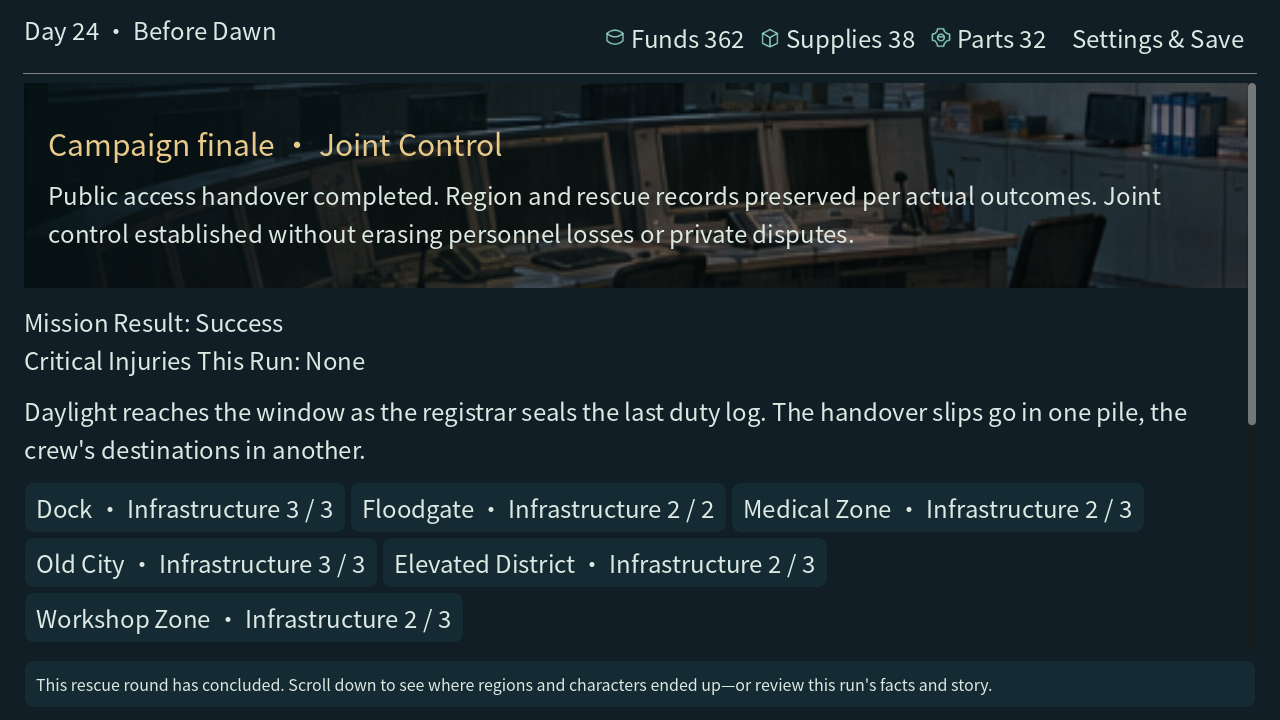 Day 24 • Before Dawn
Funds 362 Supplies 38 Parts 32 Settings & Save
Campaign finale • Joint Control
Public access handover completed. Region and rescue records preserved per actual outcomes. Joint
control established without erasing personnel losses or private disputes.
Mission Result: Success
Critical Injuries This Run: None
Daylight reaches the window as the registrar seals the last duty log. The handover slips go in one pile, the
crew's destinations in another.
Dock • Infrastructure 3 / 3 Floodgate • Infrastructure 2 / 2 Medical Zone • Infrastructure 2 / 3
Old City • Infrastructure 3 / 3 Elevated District • Infrastructure 2 / 3
Workshop Zone • Infrastructure 2 / 3
This rescue round has concluded. Scroll down to see where regions and characters ended up—or review this run's facts and story.